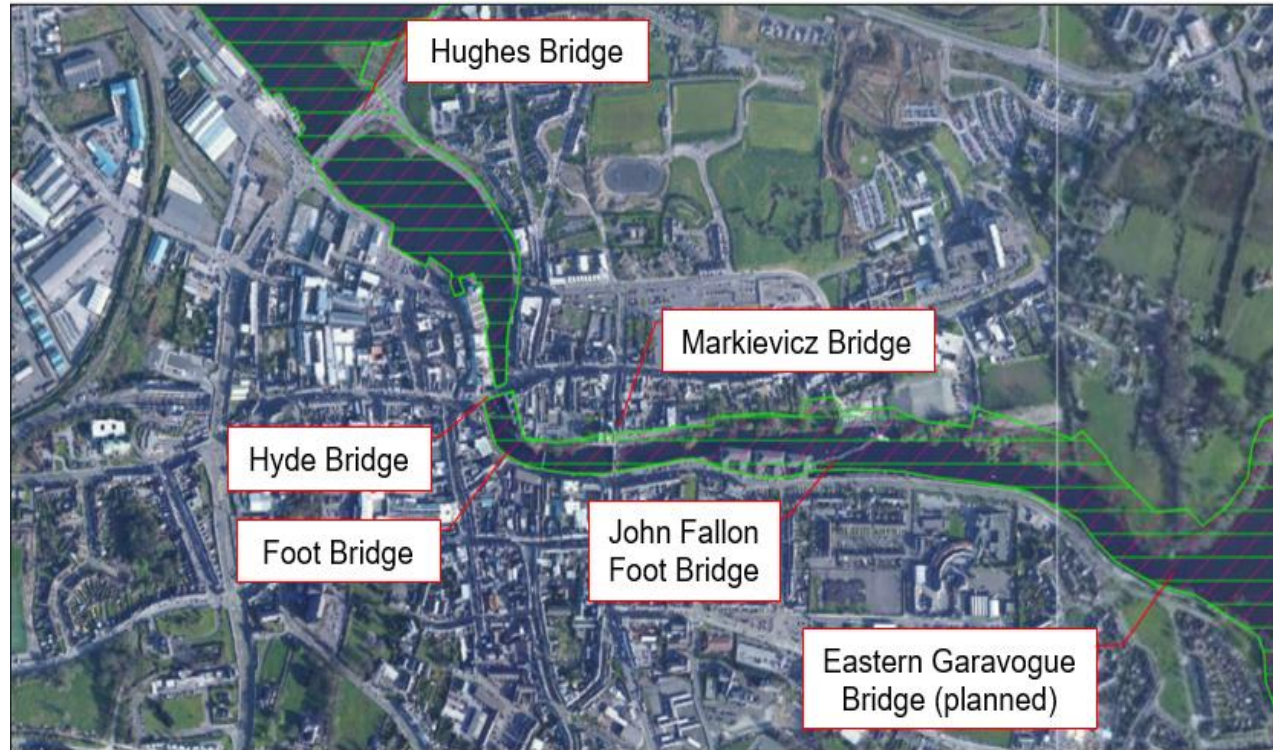 Hughes Bridge
Markievicz Bridge
Hyde Bridge
Foot Bridge
John Fallon
Foot Bridge
Eastern Garavogue
Bridge (planned)